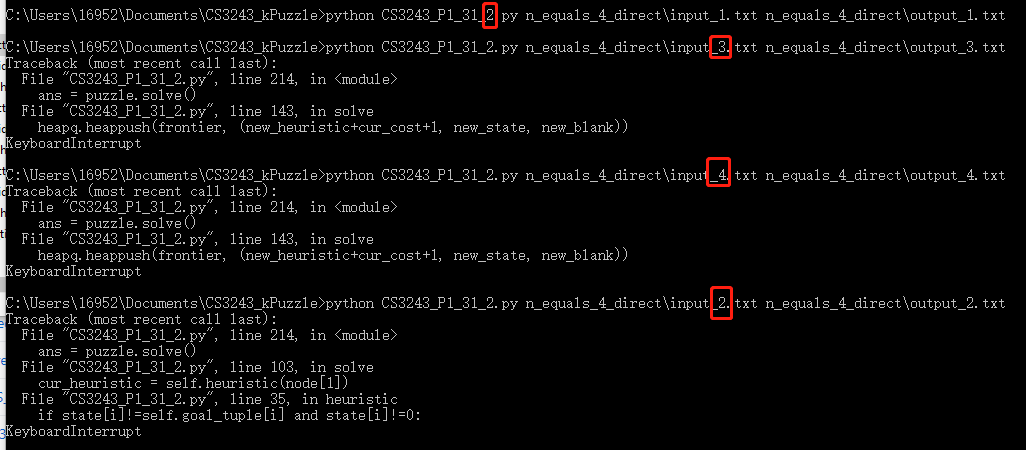 C:\Users\16952\Documents\CS3243_kPuzzle>python CS3243_P1_31_2.py n_equals_4_direct\input_1.txt n_equals_4_direct\output_1.txt
C:\Users\16952\Documents\CS3243_kPuzzle>python CS3243_P1_31_2.py n_equals_4_direct\input_3.txt n_equals_4_direct\output_3.txt
Traceback (most recent call last):
  File "CS3243_P1_31_2.py", line 214, in <module>
    ans = puzzle.solve()
  File "CS3243_P1_31_2.py", line 143, in solve
    heapq.heappush(frontier, (new_heuristic+cur_cost+1, new_state, new_blank))
KeyboardInterrupt
C:\Users\16952\Documents\CS3243_kPuzzle>python CS3243_P1_31_2.py n_equals_4_direct\input_4.txt n_equals_4_direct\output_4.txt
Traceback (most recent call last):
  File "CS3243_P1_31_2.py", line 214, in <module>
    ans = puzzle.solve()
  File "CS3243_P1_31_2.py", line 143, in solve
    heapq.heappush(frontier, (new_heuristic+cur_cost+1, new_state, new_blank))
KeyboardInterrupt
C:\Users\16952\Documents\CS3243_kPuzzle>python CS3243_P1_31_2.py n_equals_4_direct\input_2.txt n_equals_4_direct\output_2.txt
Traceback (most recent call last):
  File "CS3243_P1_31_2.py", line 214, in <module>
    ans = puzzle.solve()
  File "CS3243_P1_31_2.py", line 103, in solve
    cur_heuristic = self.heuristic(node[1])
  File "CS3243_P1_31_2.py", line 35, in heuristic
    if state[i]!=self.goal_tuple[i] and state[i]!=0:
KeyboardInterrupt